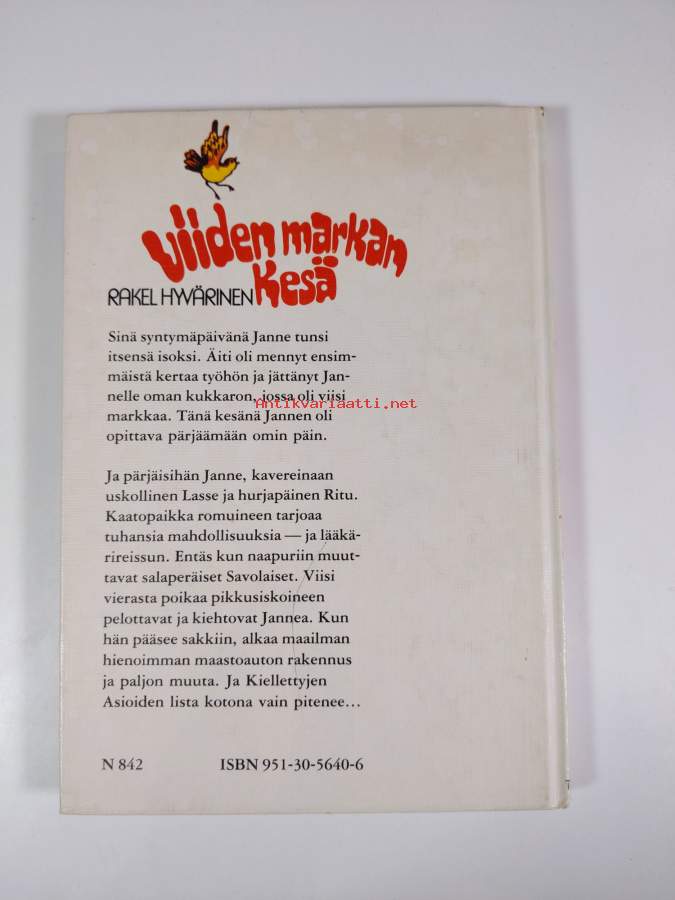 viiden markan
kesä
RAKEL HYVÄRINEN
Sinä syntymäpäivänä Janne tunsi
itsensä isoksi. Äiti oli mennyt ensim-
mäistä kertaa työhön ja jättänyt Jan-
nelle oman kukkaron, jossa oli viisi
Antikvariaatti.net
markkaa. Tänä kesänä Jannen oli
opittava pärjäämään omin päin.
Ja pärjäisihän Janne, kavereinaan
uskollinen Lasse ja hurjapäinen Ritu.
Kaatopaikka romuineen tarjoaa
tuhansia mahdollisuuksia — ja lääkä-
rireissun. Entäs kun naapuriin muut-
tavat salaperäiset Savolaiset. Viisi
vierasta poikaa pikkusiskoineen
pelottavat ja kiehtovat Jannea. Kun
hän pääsee sakkiin, alkaa maailman
hienoimman maastoauton rakennus
ja paljon muuta. Ja Kiellettyjen
Asioiden lista kotona vain pitenee…
N 842 ISBN 951-30-5640-6